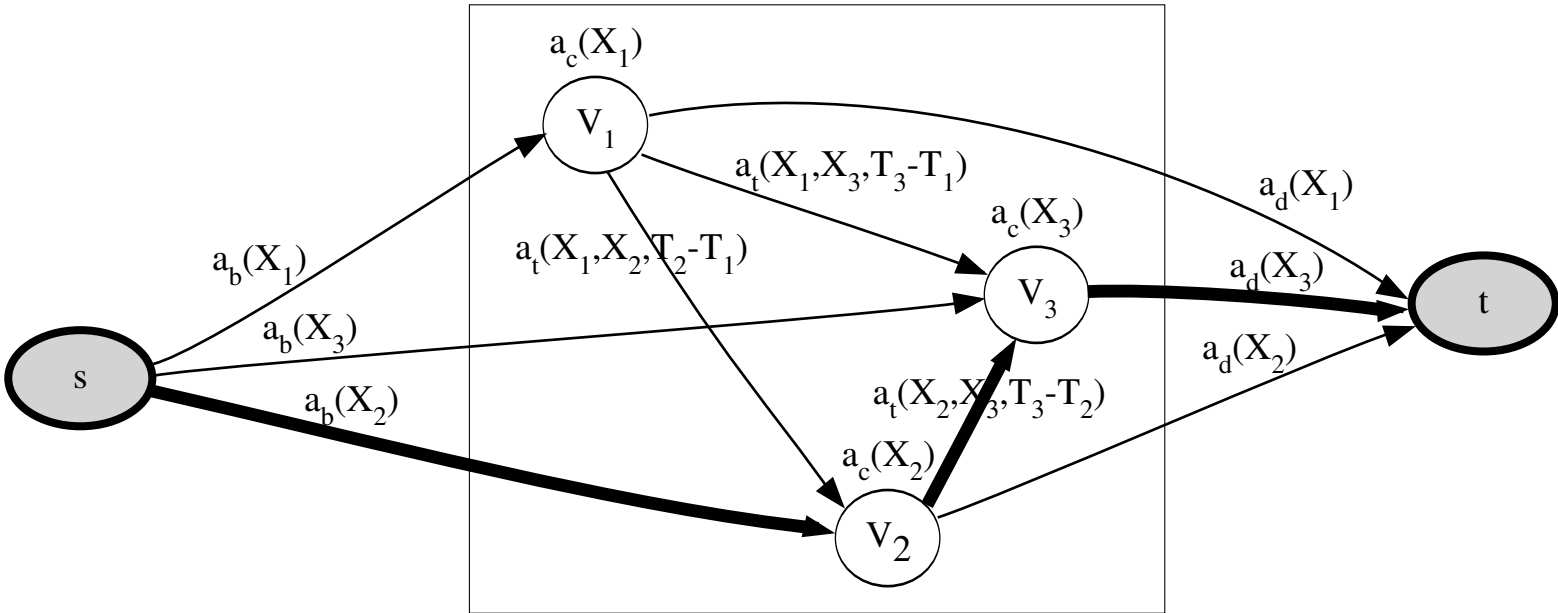 a_c(X_1)
V_1
a_t(X_1,X_3,T_3-T_1)
a_d(X_1)
a_c(X_3)
a_t(X_1,X_2,T_2-T_1)
a_b(X_1)
a_d(X_3)
V_3
t
a_b(X_3)
a_d(X_2)
s
a_b(X_2)
a_t(X_2,X_3,T_3-T_2)
a_c(X_2)
V_2